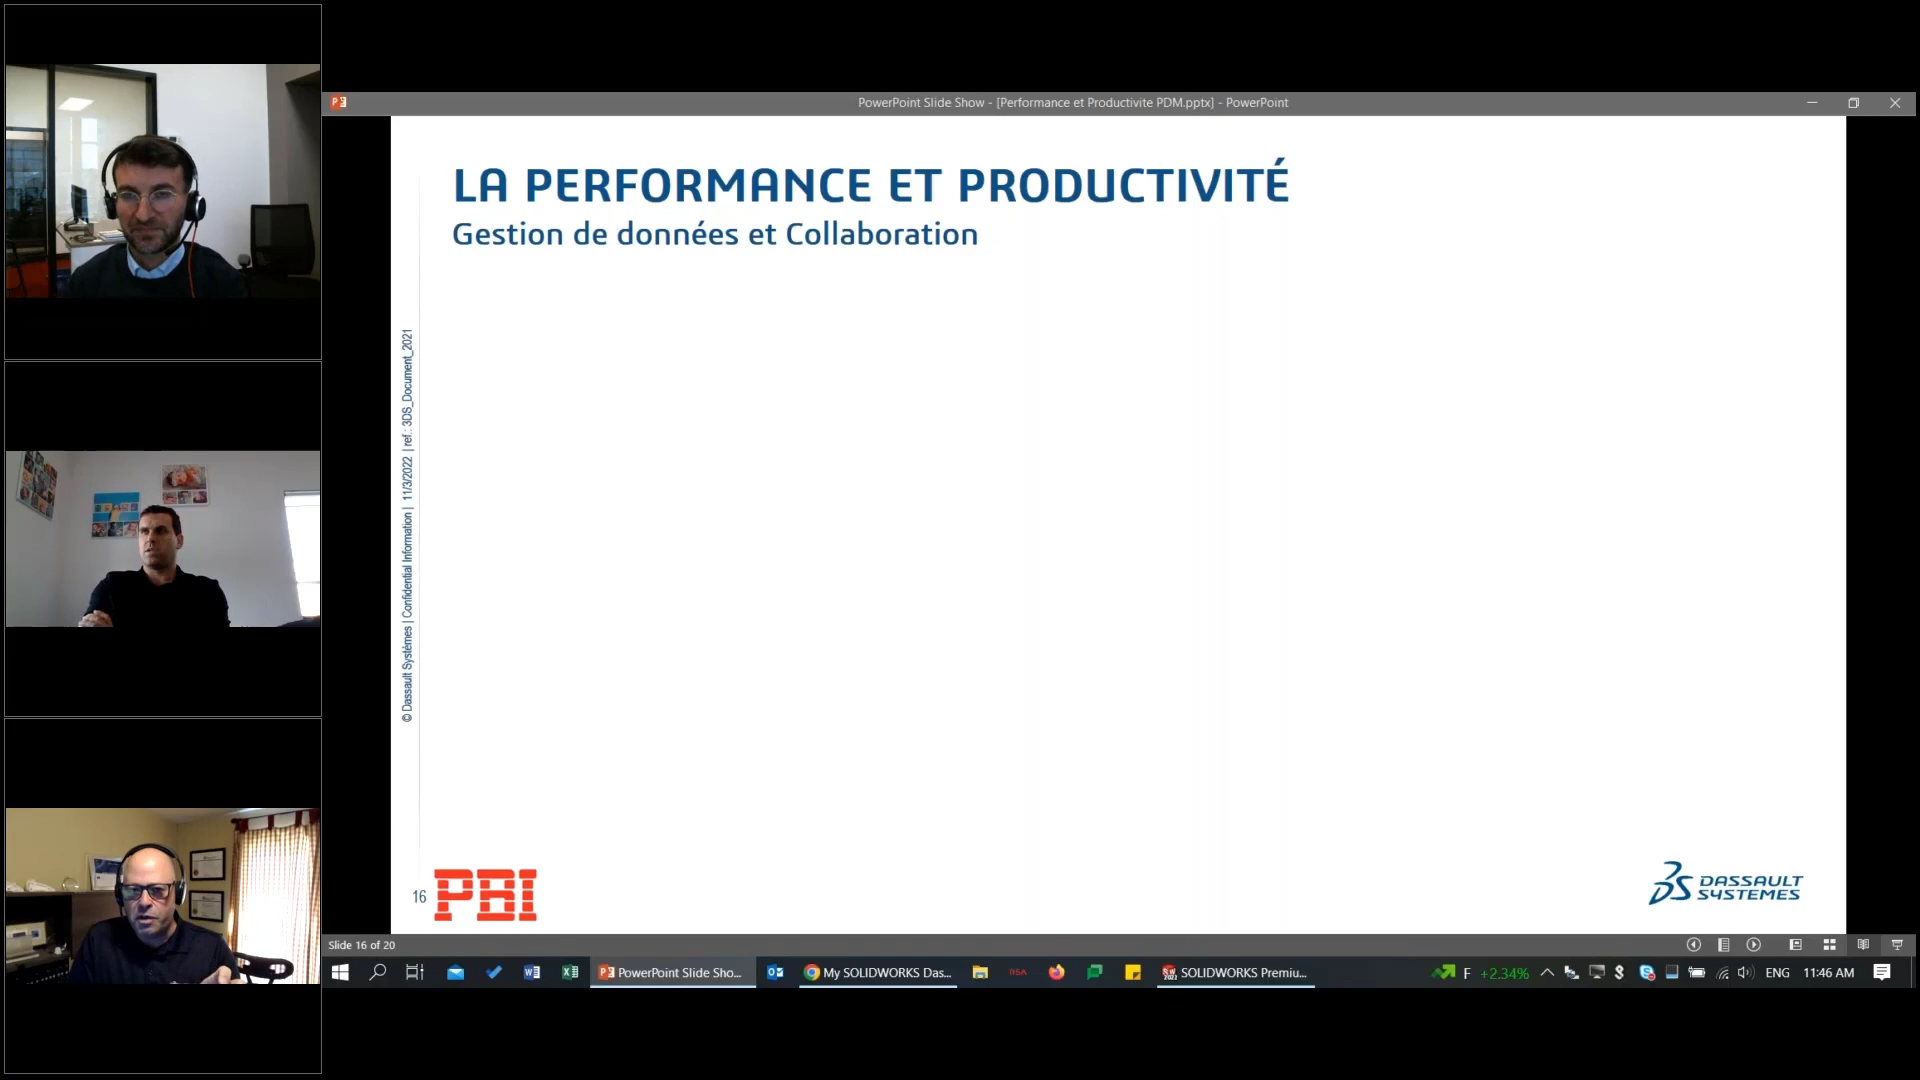 PowerPoint Slide Show - [Performance et Productivite PDM.pptx] - PowerPoint
LA PERFORMANCE ET PRODUCTIVITÉ
Gestion de données et Collaboration
© Dassault Systèmes | Confidential Information | 11/3/2022 | ref.: 3DS_Document_2021
16
PBI
DASSAULT
SYSTEMES
Slide 16 of 20
PowerPoint Slide Sho...
My SOLIDWORKS Das...
SOLIDWORKS Premiu...
F +2.34%
ENG
11:46 AM